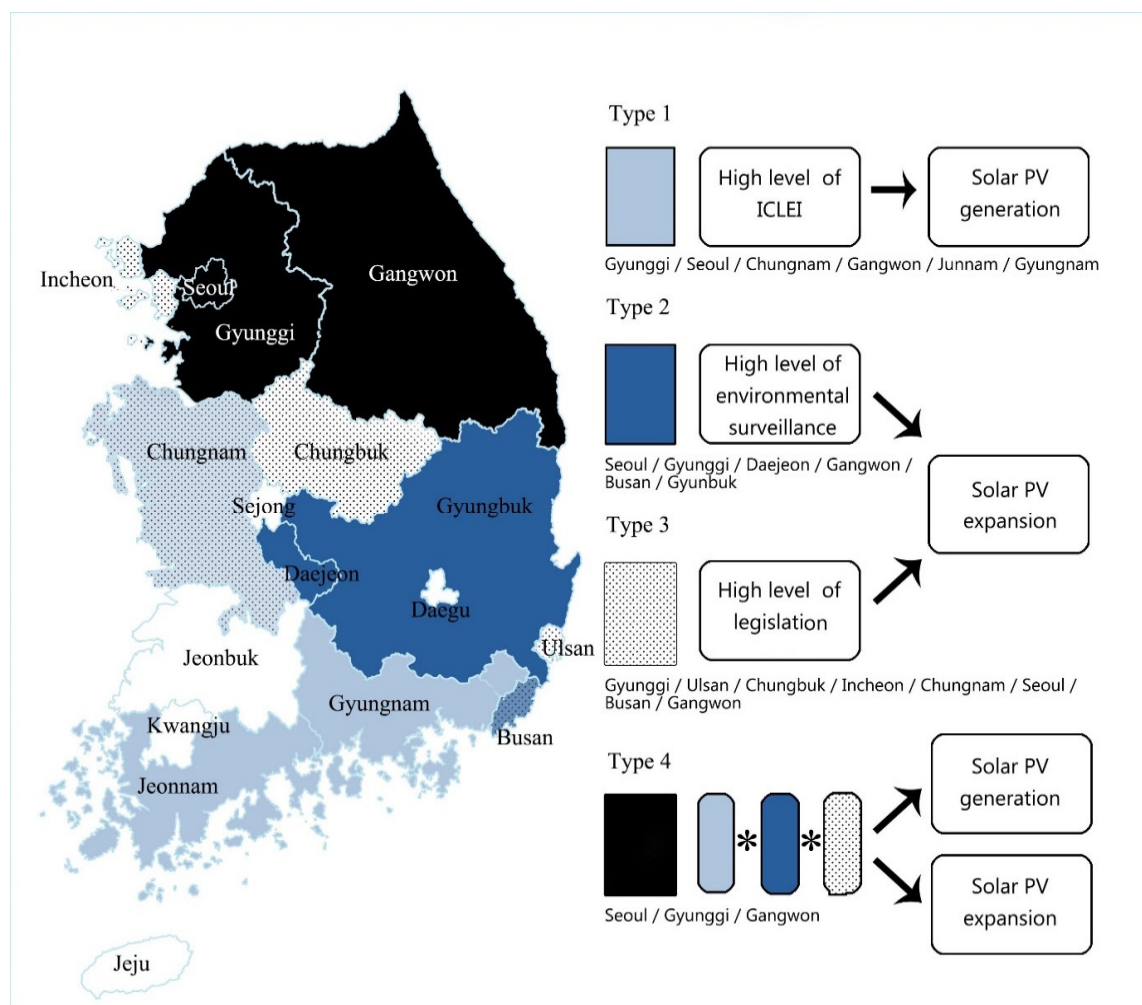 Incheon
Seoul
Gyunggi
Gangwon
Chungnam
Chungbuk
Sejong
Gyungbuk
Daejeon
Daegu
Ulsan
Jeonbuk
Gyungnam
Busan
Kwangju
Jeonnam
Jeju
Type 1
High level of
ICLEI
Solar PV
generation
Gyunggi / Seoul / Chungnam / Gangwon / Junnam / Gyungnam
Type 2
High level of
environmental
surveillance
Seoul / Gyunggi / Daejeon / Gangwon /
Busan / Gyunbuk
Solar PV
expansion
Type 3
High level of
legislation
Gyunggi / Ulsan / Chungbuk / Incheon / Chungnam / Seoul /
Busan / Gangwon
Type 4
* *
Solar PV
generation
Seoul / Gyunggi / Gangwon
Solar PV
expansion